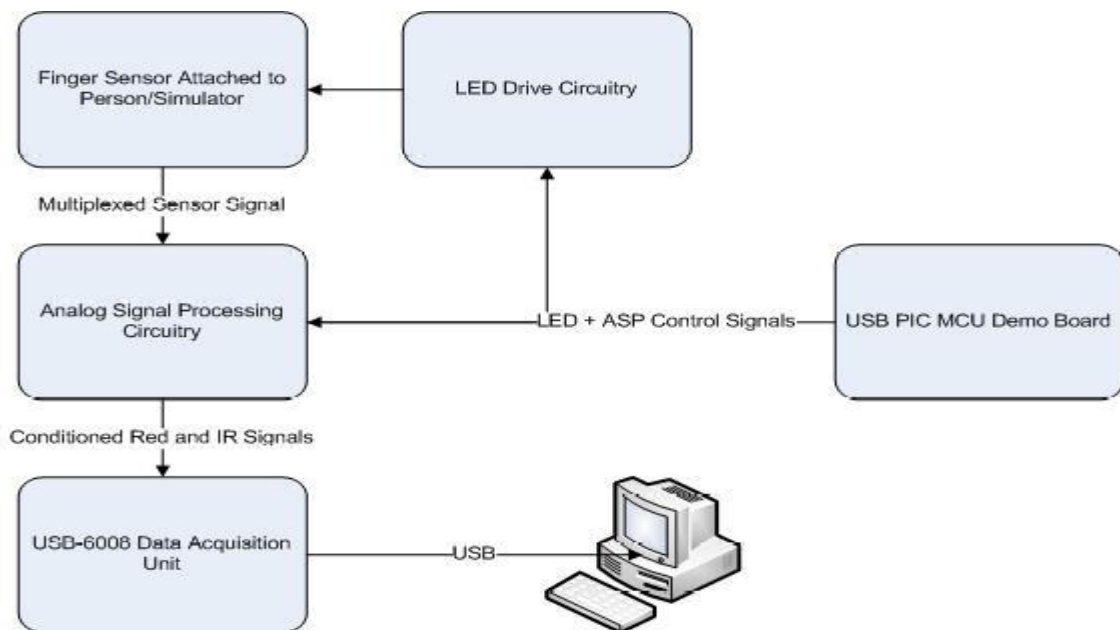 Finger Sensor Attached to
Person/Simulator
LED Drive Circuitry
Multiplexed Sensor Signal
Analog Signal Processing
Circuitry
LED + ASP Control Signals
USB PIC MCU Demo Board
Conditioned Red and IR Signals
USB-6008 Data Acquisition
Unit
USB